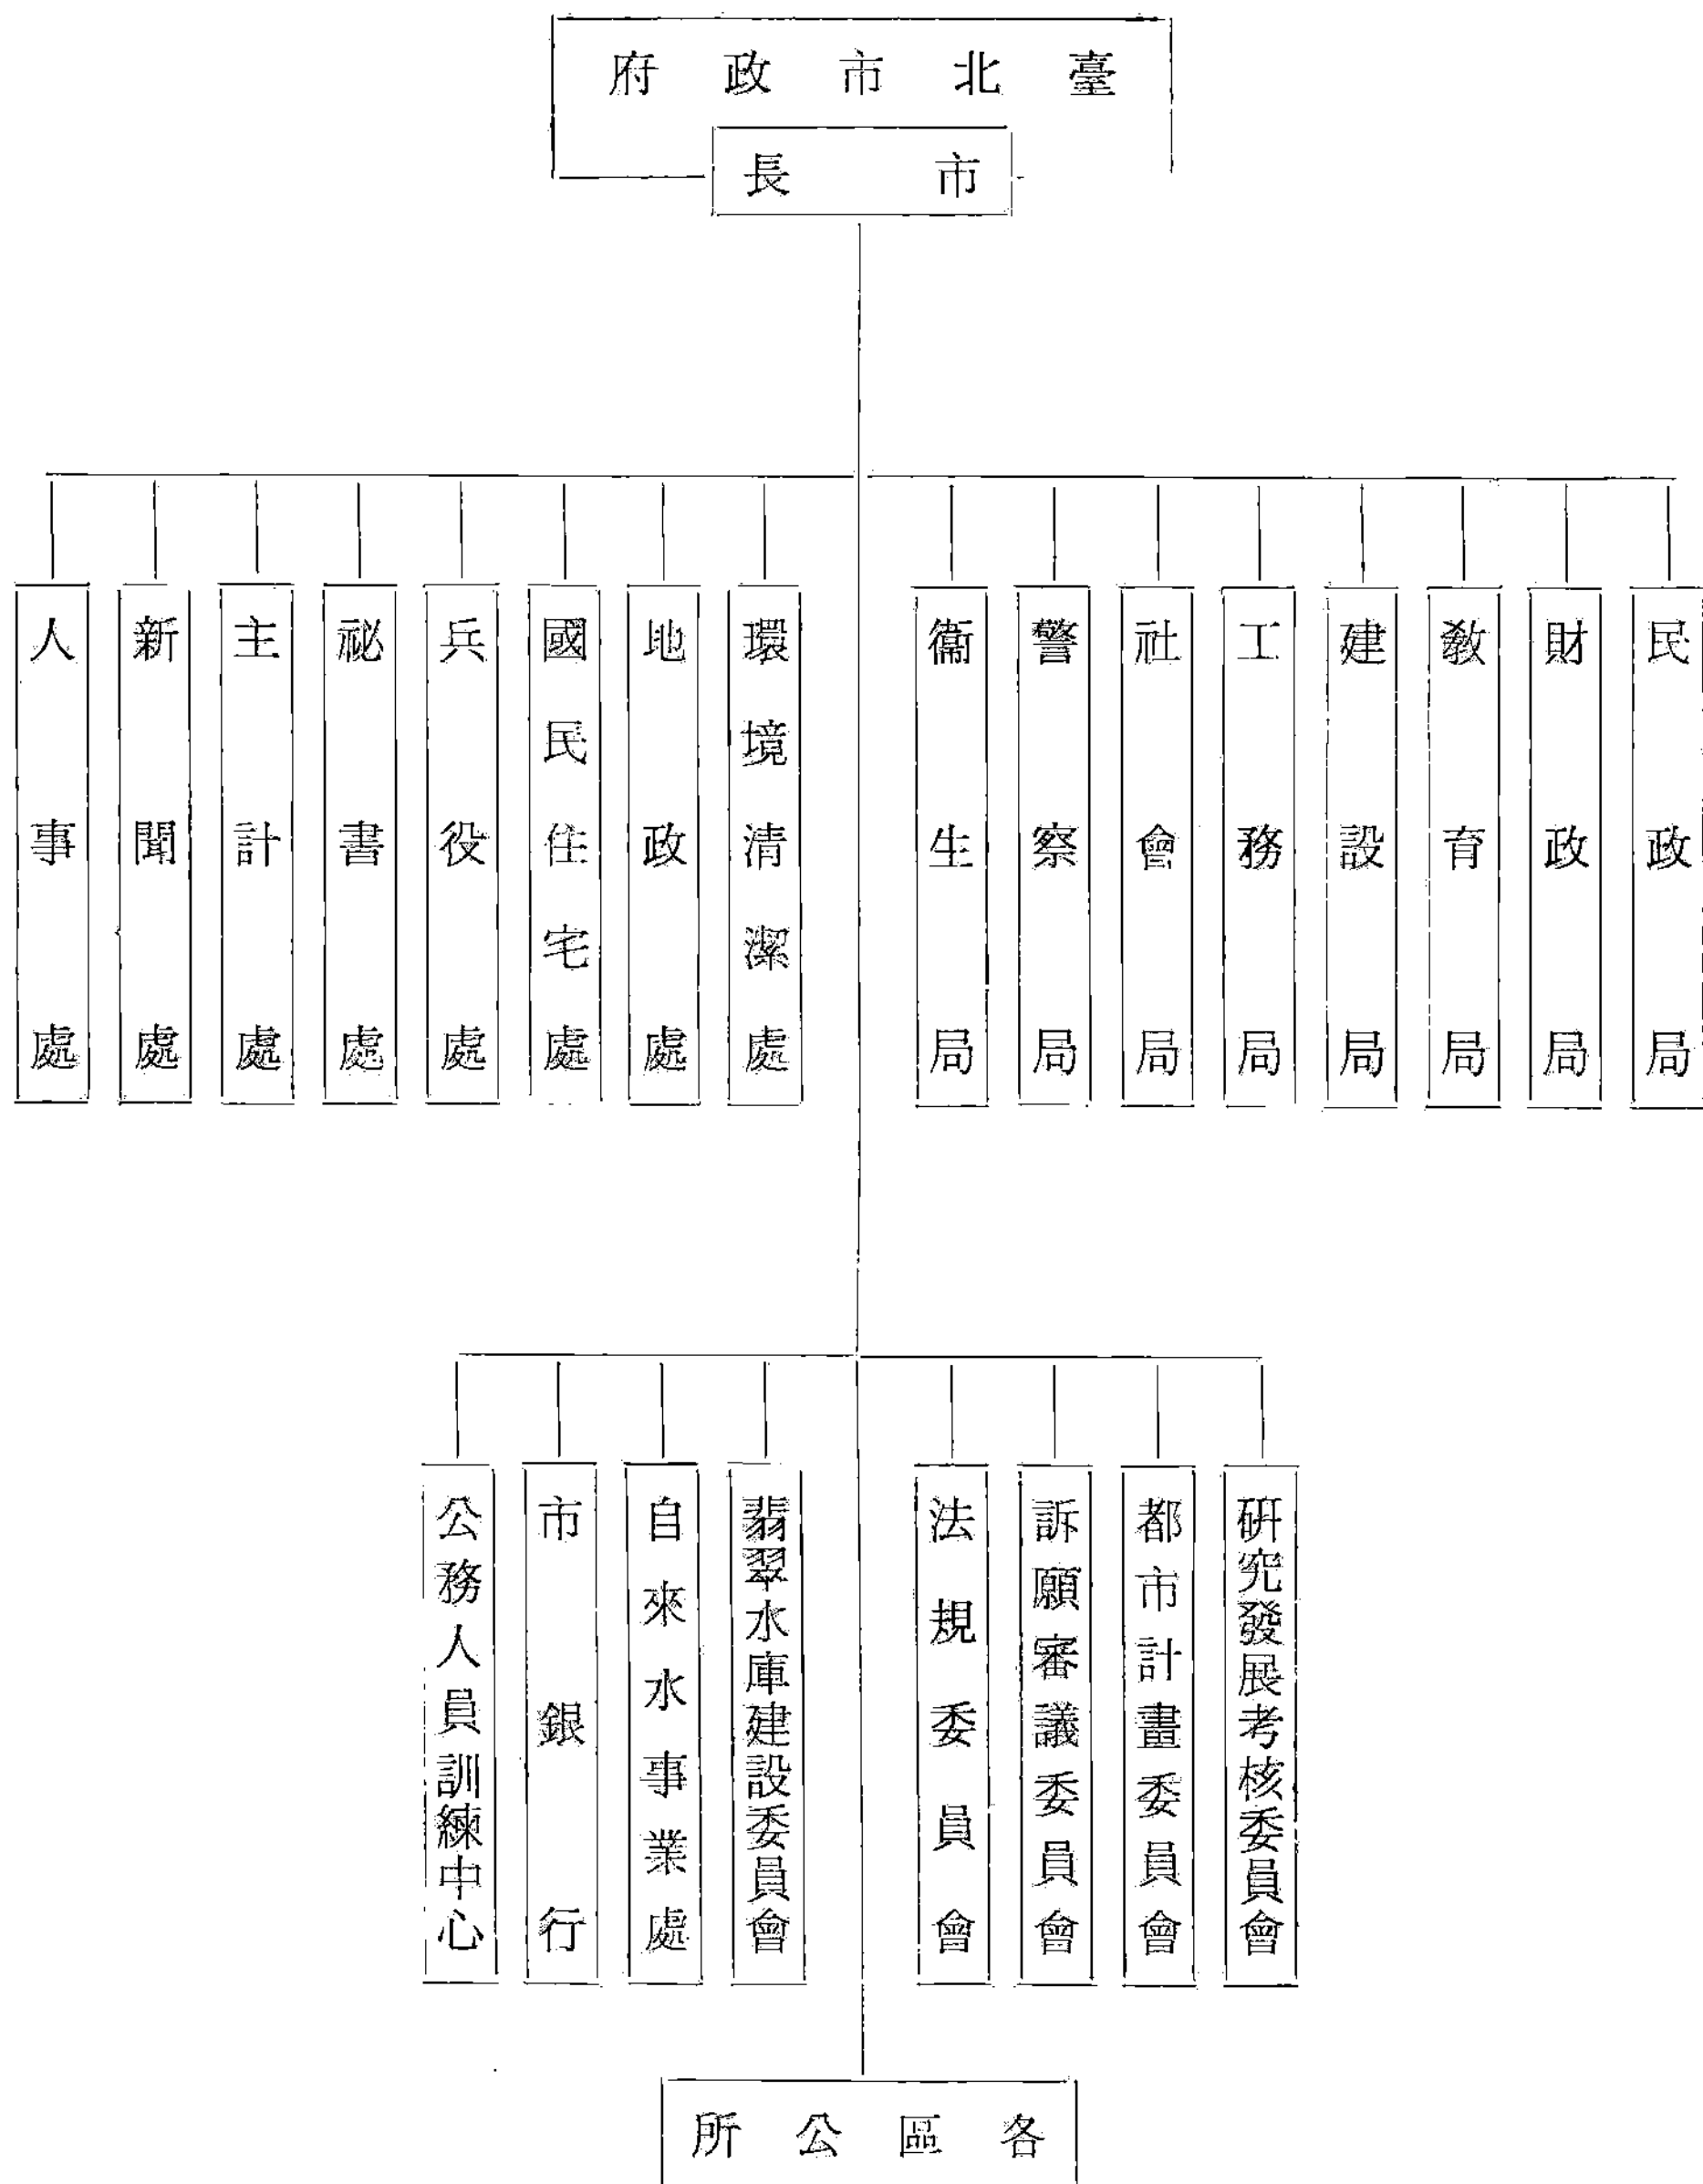 臺北市政府
市長
民政局
財政局
教育局
建設局
工務局
社會局
警察局
衞生局
環境清潔處
地政處
國民住宅處
兵役處
祕書處
主計處
新聞處
人事處
研究發展考核委員會
都市計畫委員會
訴願審議委員會
法規委員會
翡翠水庫建設委員會
自來水事業處
市銀行
公務人員訓練中心
各區公所